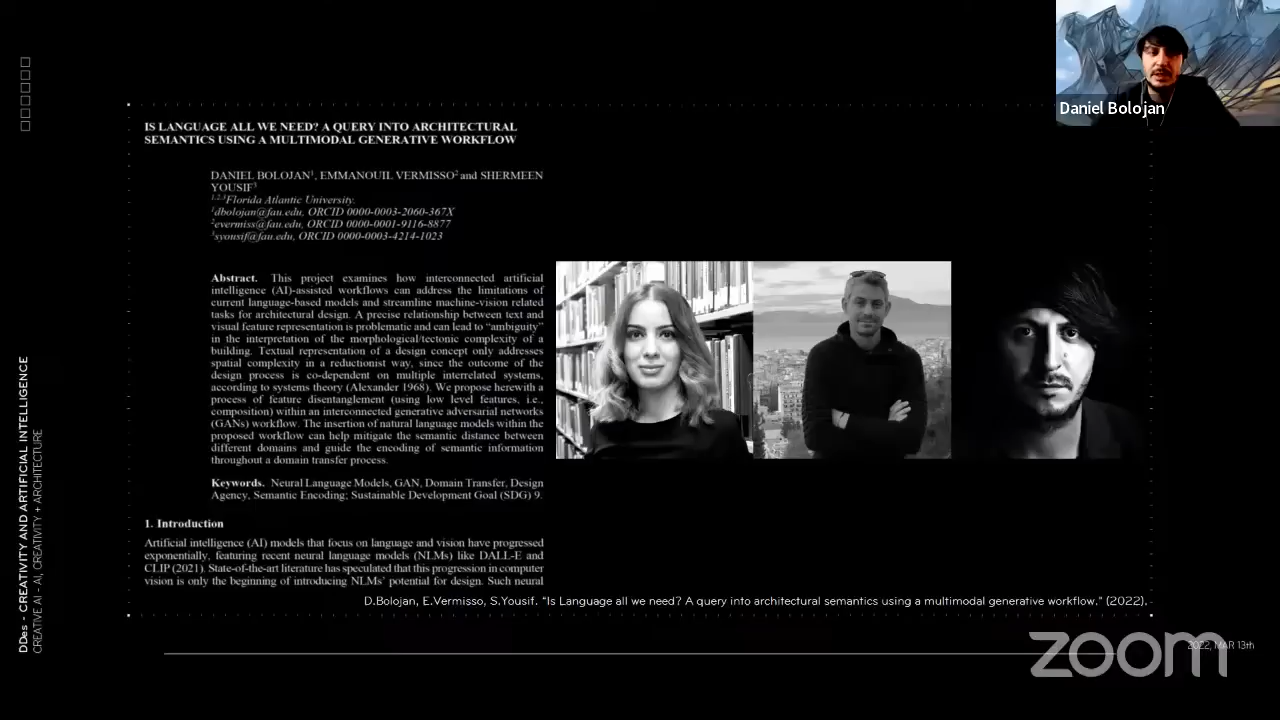 Daniel Bolojan
IS LANGUAGE ALL WE NEED? A QUERY INTO ARCHITECTURAL
SEMANTICS USING A MULTIMODAL GENERATIVE WORKFLOW
DANIEL BOLOJAN¹, EMMANOUIL VERMISSO² and SHERMEEN
YOUSIF³
¹,²,³Florida Atlantic University.
¹dbolojan@fau.edu, ORCID 0000-0003-2060-367X
²evermiss@fau.edu, ORCID 0000-0001-9116-8877
³syousif@fau.edu, ORCID 0000-0003-4214-1023
Abstract. This project examines how interconnected artificial
intelligence (AI)-assisted workflows can address the limitations of
current language-based models and streamline machine-vision related
tasks for architectural design. A precise relationship between text and
visual feature representation is problematic and can lead to “ambiguity”
in the interpretation of the morphological/tectonic complexity of a
building. Textual representation of a design concept only addresses
spatial complexity in a reductionist way, since the outcome of the
design process is co-dependent on multiple interrelated systems,
according to systems theory (Alexander 1968). We propose herewith a
process of feature disentanglement (using low level features, i.e.,
composition) within an interconnected generative adversarial networks
(GANs) workflow. The insertion of natural language models within the
proposed workflow can help mitigate the semantic distance between
different domains and guide the encoding of semantic information
throughout a domain transfer process.
Keywords. Neural Language Models, GAN, Domain Transfer, Design
Agency, Semantic Encoding; Sustainable Development Goal (SDG) 9.
1. Introduction
Artificial intelligence (AI) models that focus on language and vision have progressed
exponentially, featuring recent neural language models (NLMs) like DALL-E and
CLIP (2021). State-of-the-art literature has speculated that this progression in computer
vision is only the beginning of introducing NLMs’ potential for design. Such neural
D.Bolojan, E.Vermisso, S.Yousif. “Is Language all we need? A query into architectural semantics using a multimodal generative workflow.” (2022).
DDes - CREATIVITY AND ARTIFICIAL INTELLIGENCE
CREATIVE AI - AI, CREATIVITY + ARCHITECTURE
2022, MAR 13th
zoom